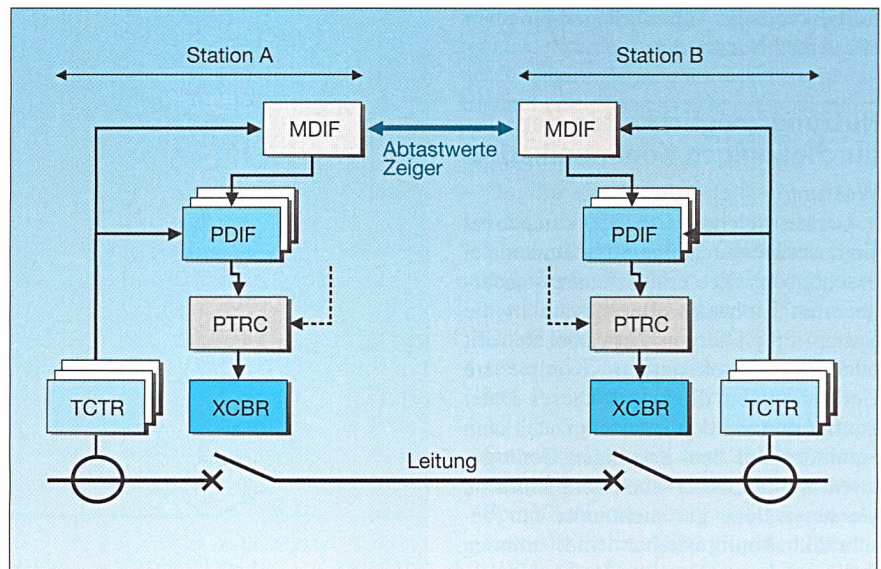 Station A
Station B
MDIF
MDIF
Abtastwerte
Zeiger
PDIF
PDIF
PTRC
PTRC
TCTR
XCBR
XCBR
TCTR
Leitung